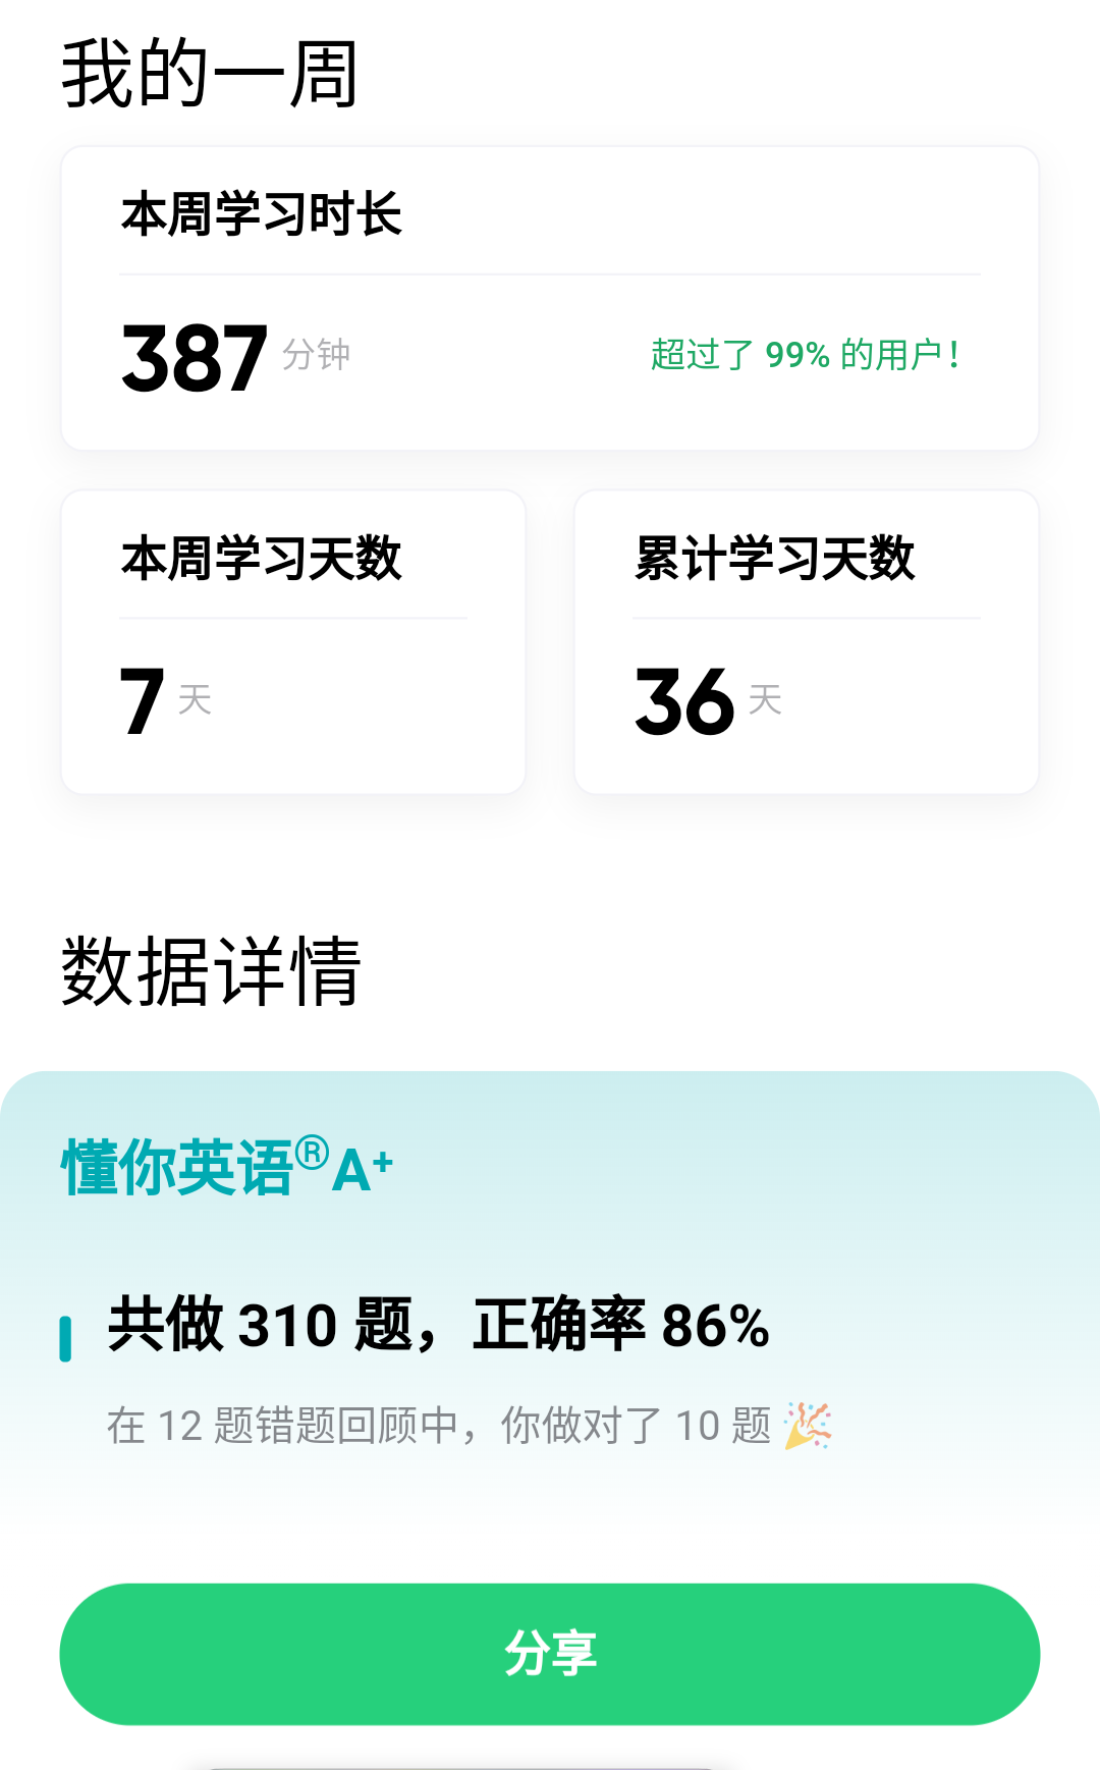 我的一周
本周学习时长
387 分钟 超过了 99% 的用户！
本周学习天数 累计学习天数
7 天 36 天
数据详情
懂你英语®A⁺
共做 310 题，正确率 86%
在 12 题错题回顾中，你做对了 10 题 🎉
分享